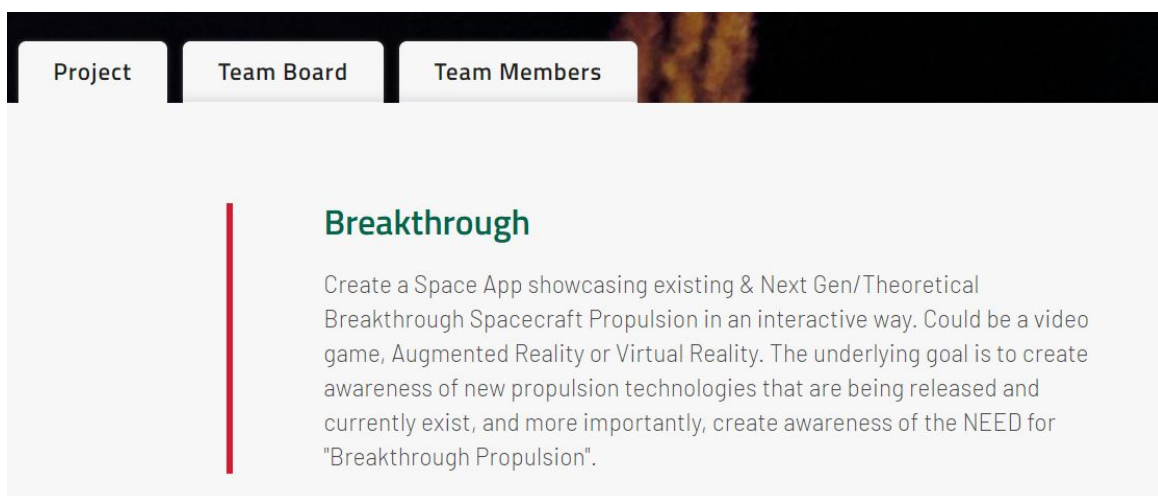 Project
Team Board
Team Members
Breakthrough
Create a Space App showcasing existing & Next Gen/Theoretical
Breakthrough Spacecraft Propulsion in an interactive way. Could be a video
game, Augmented Reality or Virtual Reality. The underlying goal is to create
awareness of new propulsion technologies that are being released and
currently exist, and more importantly, create awareness of the NEED for
"Breakthrough Propulsion".